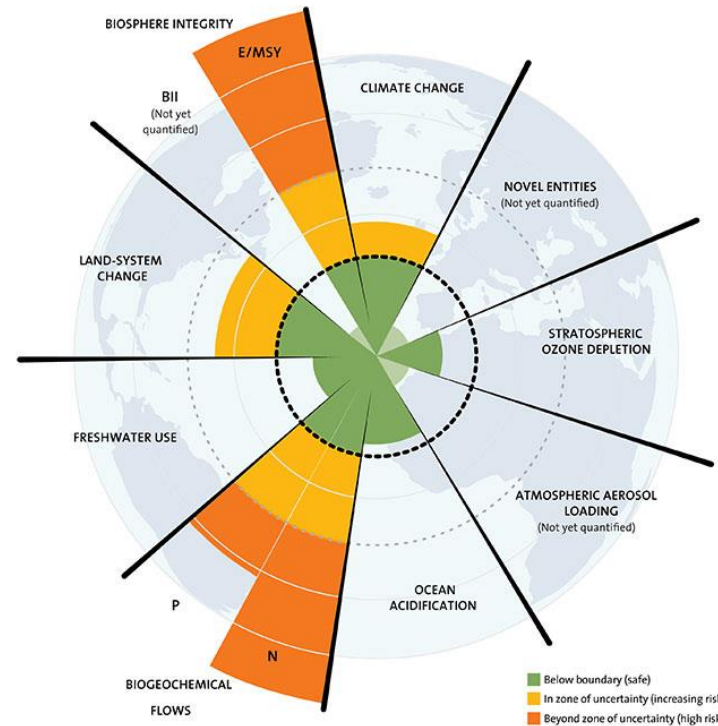 BIOSPHERE INTEGRITY
E/MSY
BII
(Not yet
quantified)
CLIMATE CHANGE
NOVEL ENTITIES
(Not yet quantified)
LAND-SYSTEM
CHANGE
STRATOSPHERIC
OZONE DEPLETION
FRESHWATER USE
ATMOSPHERIC AEROSOL
LOADING
(Not yet quantified)
OCEAN
ACIDIFICATION
P
N
BIOGEOCHEMICAL
FLOWS
Below boundary (safe)
In zone of uncertainty (increasing risk
Beyond zone of uncertainty (high risk